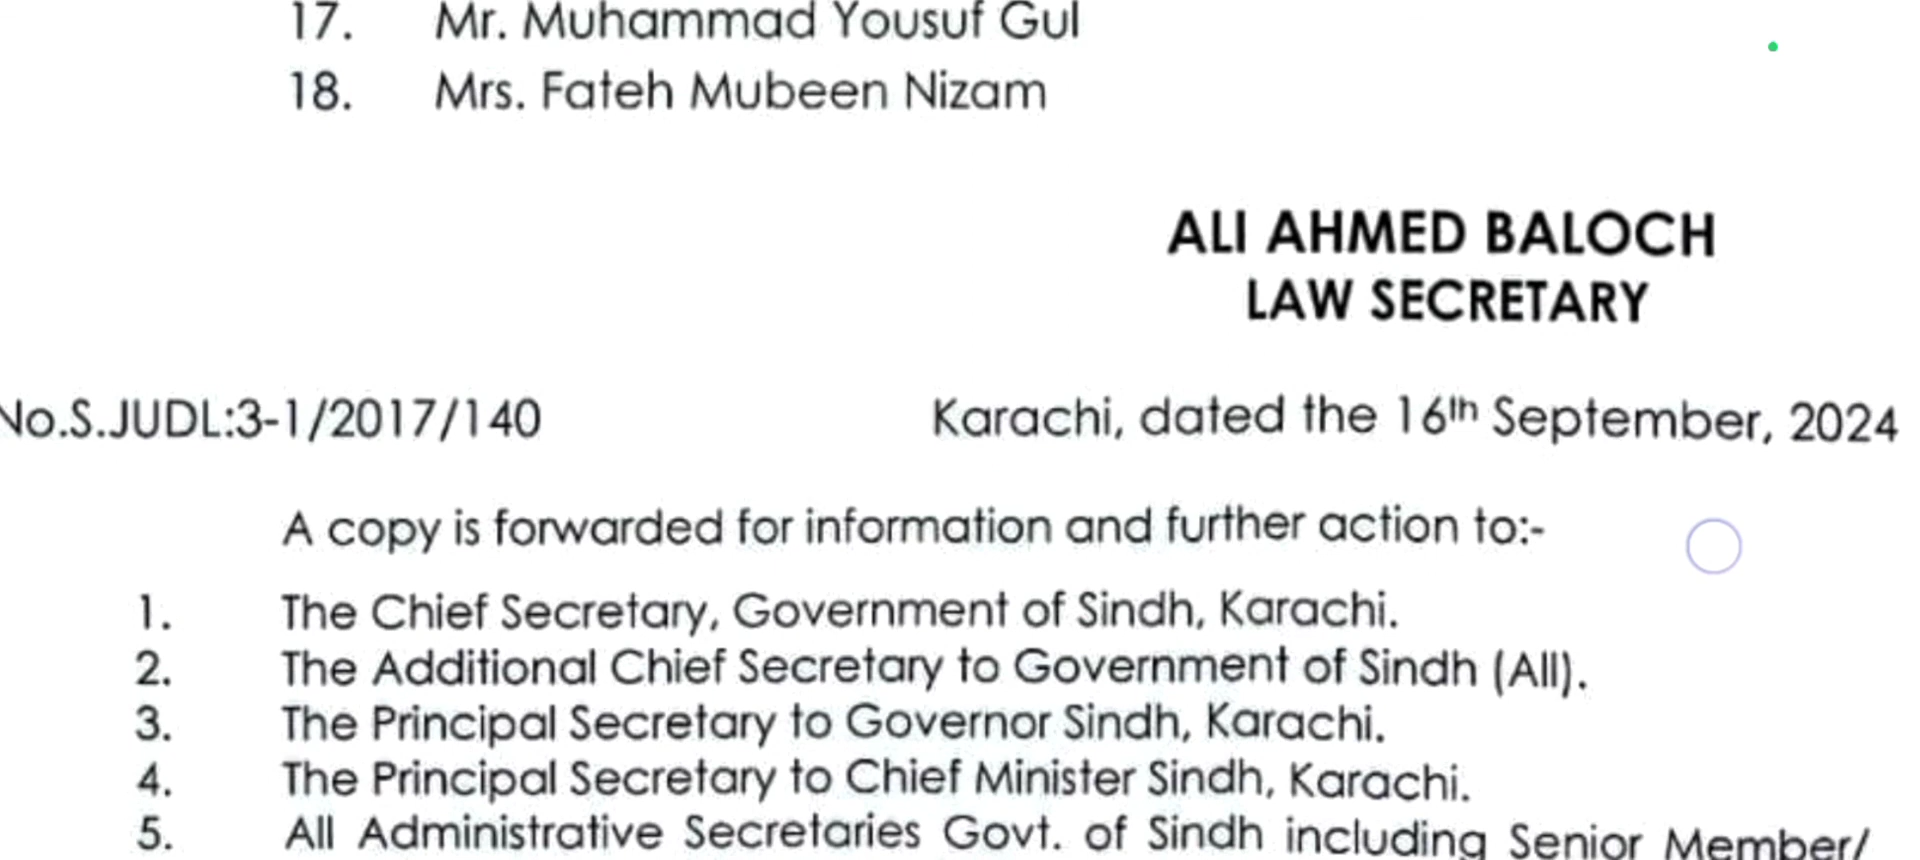 17. Mr. Muhammad Yousuf Gul
18. Mrs. Fateh Mubeen Nizam
ALI AHMED BALOCH
LAW SECRETARY
No.S.JUDL:3-1/2017/140 Karachi, dated the 16th September, 2024
A copy is forwarded for information and further action to:-
1. The Chief Secretary, Government of Sindh, Karachi.
2. The Additional Chief Secretary to Government of Sindh (All).
3. The Principal Secretary to Governor Sindh, Karachi.
4. The Principal Secretary to Chief Minister Sindh, Karachi.
5. All Administrative Secretaries Govt. of Sindh including Senior Member/